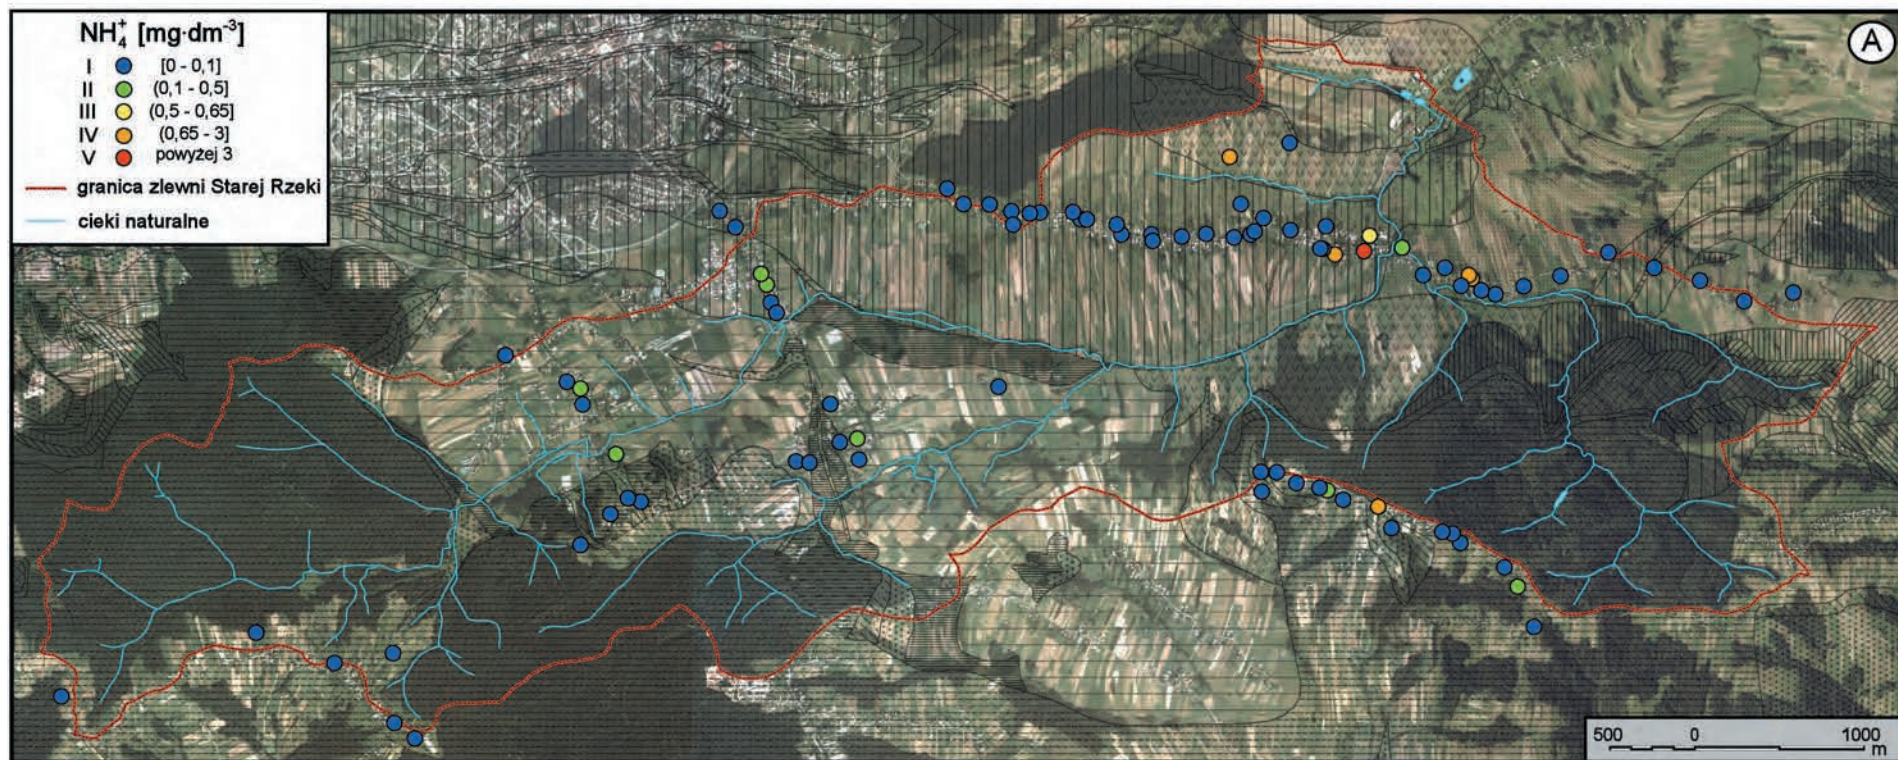 NH₄⁺ [mg·dm⁻³]
I [0 - 0,1]
II (0,1 - 0,5]
III (0,5 - 0,65]
IV (0,65 - 3]
V powyżej 3
granica zlewni Starej Rzeki
cieki naturalne
A
500 0 1000
m